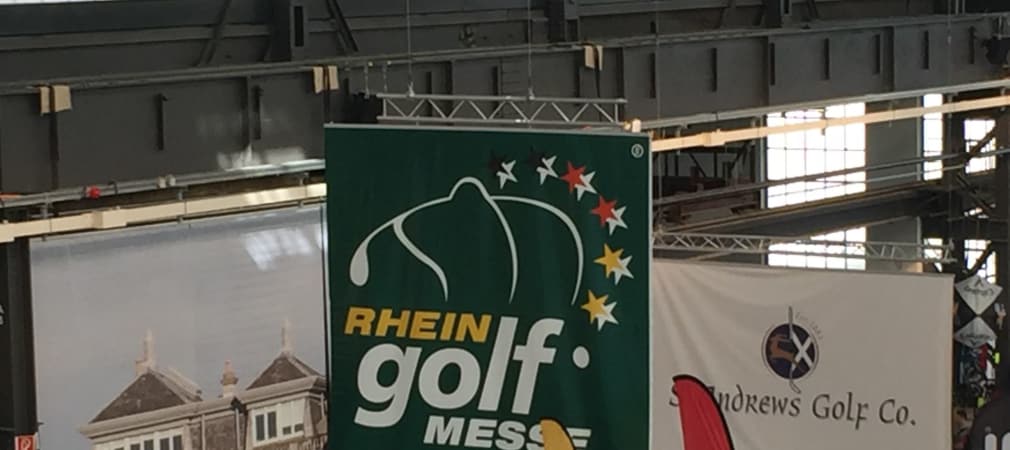 ®
RHEIN
golf
MESSE
Andrews Golf Co.